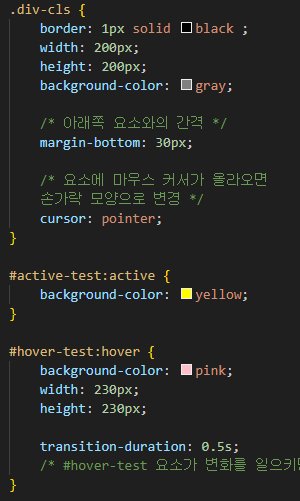 .div-cls {
border: 1px solid black ;
width: 200px;
height: 200px;
background-color: gray;
/* 아래쪽 요소와의 간격 */
margin-bottom: 30px;
/* 요소에 마우스 커서가 올라오면
손가락 모양으로 변경 */
cursor: pointer;
}
#active-test:active {
background-color: yellow;
}
#hover-test:hover {
background-color: pink;
width: 230px;
height: 230px;
transition-duration: 0.5s;
/* #hover-test 요소가 변화를
}